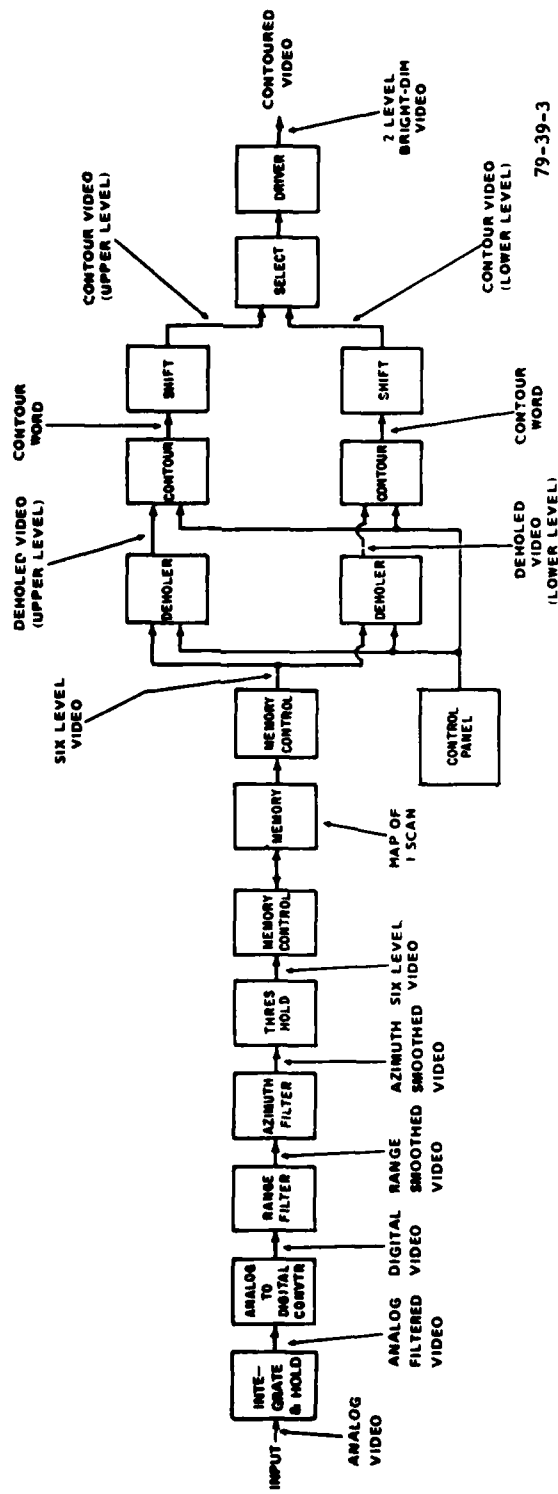 INPUT
ANALOG
VIDEO
INTE-
GRATE
& HOLD
ANALOG
FILTERED
VIDEO
ANALOG
TO
DIGITAL
CONVTR
DIGITAL
VIDEO
RANGE
FILTER
RANGE
SMOOTHED
VIDEO
AZIMUTH
FILTER
AZIMUTH
SMOOTHED
VIDEO
THRES
HOLD
SIX LEVEL
VIDEO
MEMORY
CONTROL
MEMORY
MAP OF
1 SCAN
MEMORY
CONTROL
SIX LEVEL
VIDEO
CONTROL
PANEL
DEHOLER
DEHOLED VIDEO
(UPPER LEVEL)
CONTOUR
CONTOUR
WORD
SHIFT
CONTOUR VIDEO
(UPPER LEVEL)
DEHOLER
DEHOLED
VIDEO
(LOWER LEVEL)
CONTOUR
CONTOUR
WORD
SHIFT
CONTOUR VIDEO
(LOWER LEVEL)
SELECT
DRIVER
2 LEVEL
BRIGHT-DIM
VIDEO
CONTOURED
VIDEO
79-39-3